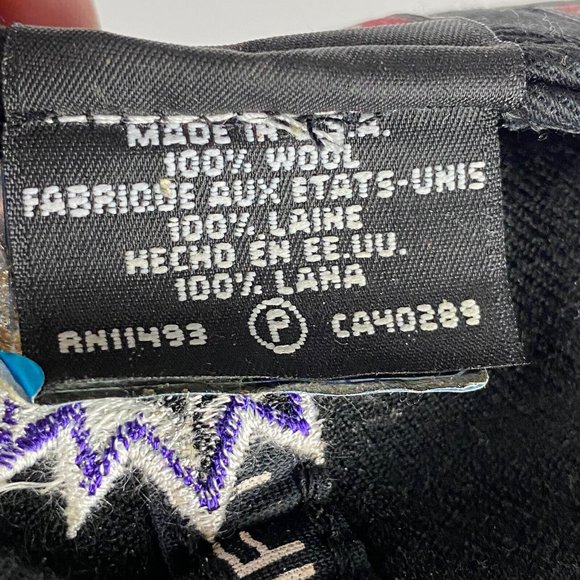 MADE IN U.S.A.
100% WOOL
FABRIQUE AUX ETATS-UNIS
100% LAINE
HECHO EN EE.UU.
100% LANA
RN11493 P CA40289
F